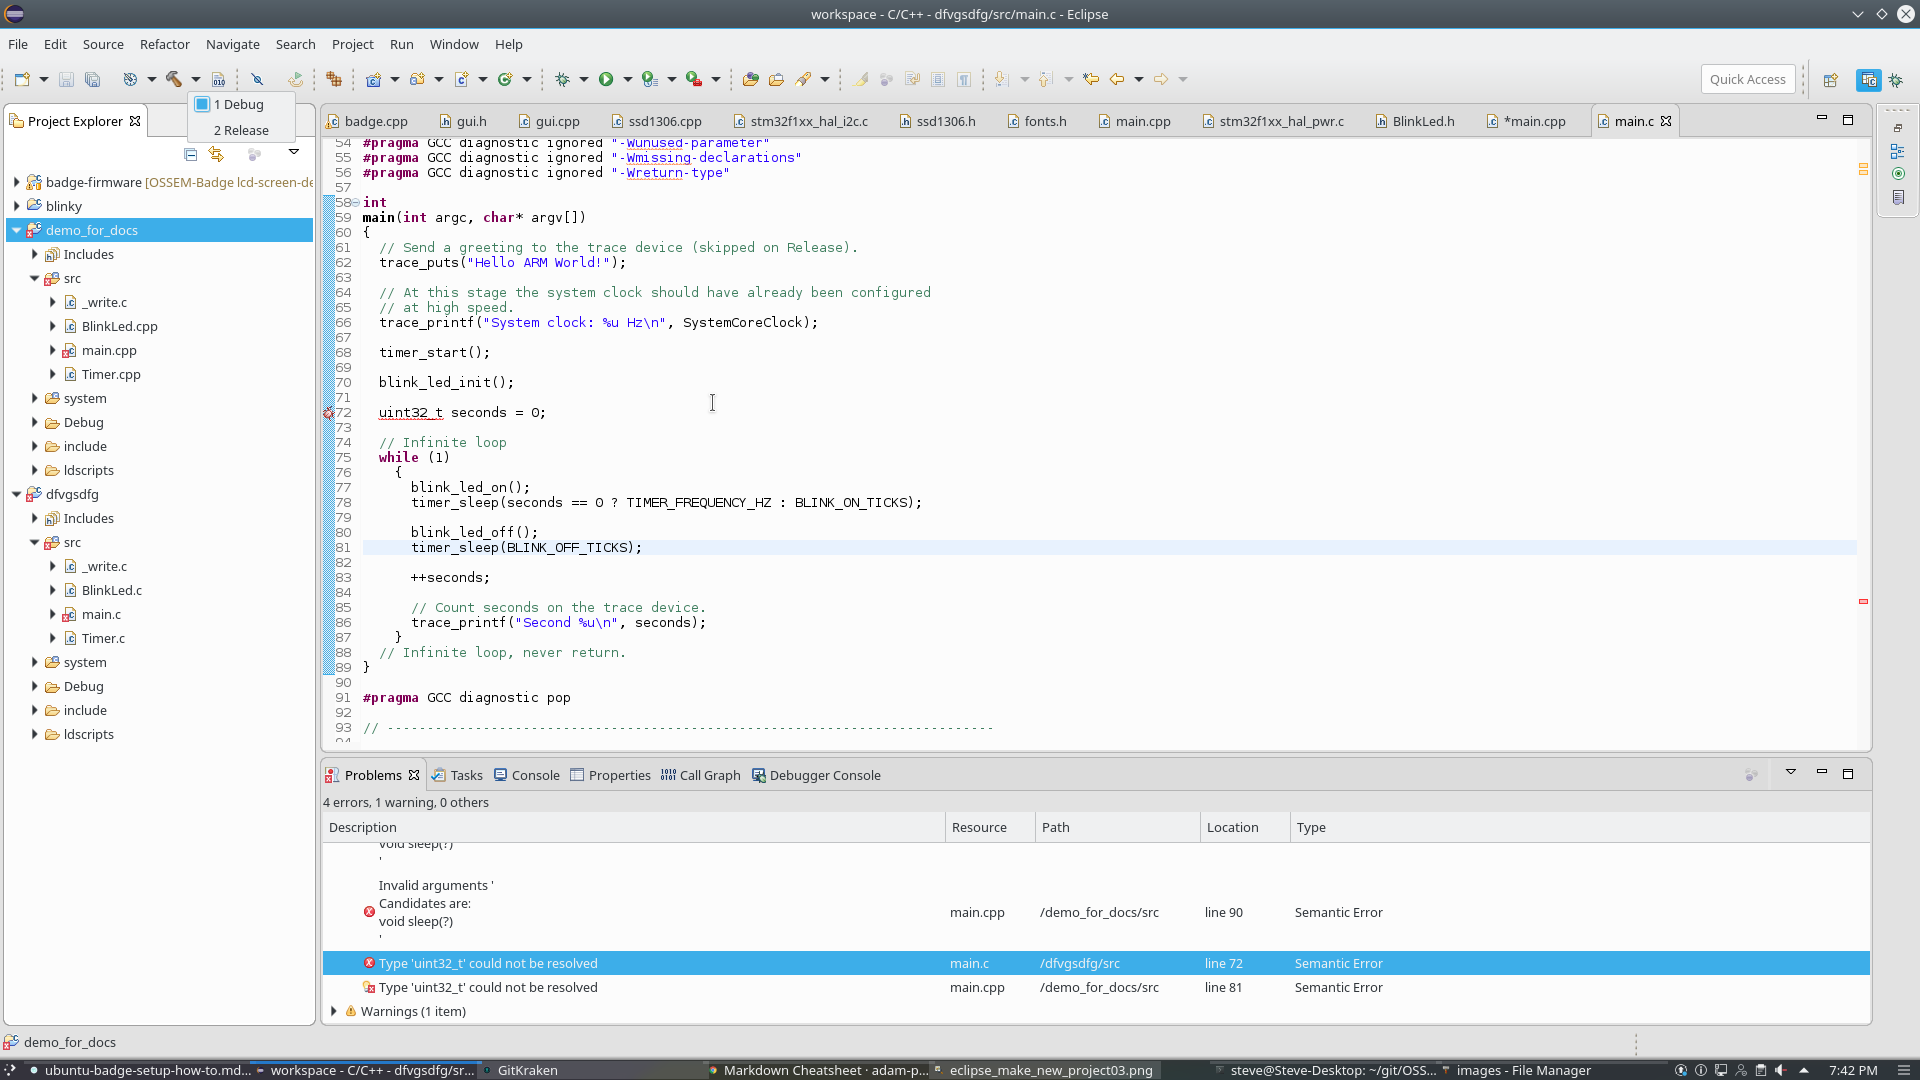 workspace - C/C++ - dfvgsdfg/src/main.c - Eclipse
File Edit Source Refactor Navigate Search Project Run Window Help
Quick Access
1 Debug
2 Release
Project Explorer
badge-firmware [OSSEM-Badge lcd-screen-de
blinky
demo_for_docs
Includes
src
_write.c
BlinkLed.cpp
main.cpp
Timer.cpp
system
Debug
include
ldscripts
dfvgsdfg
Includes
src
_write.c
BlinkLed.c
main.c
Timer.c
system
Debug
include
ldscripts
badge.cpp gui.h gui.cpp ssd1306.cpp stm32f1xx_hal_i2c.c ssd1306.h fonts.h main.cpp stm32f1xx_hal_pwr.c BlinkLed.h *main.cpp main.c
54 #pragma GCC diagnostic ignored "-Wunused-parameter"
55 #pragma GCC diagnostic ignored "-Wmissing-declarations"
56 #pragma GCC diagnostic ignored "-Wreturn-type"
57
58 int
59 main(int argc, char* argv[])
60 {
61 // Send a greeting to the trace device (skipped on Release).
62 trace_puts("Hello ARM World!");
63
64 // At this stage the system clock should have already been configured
65 // at high speed.
66 trace_printf("System clock: %u Hz\n", SystemCoreClock);
67
68 timer_start();
69
70 blink_led_init();
71
72 uint32_t seconds = 0;
73
74 // Infinite loop
75 while (1)
76 {
77 blink_led_on();
78 timer_sleep(seconds == 0 ? TIMER_FREQUENCY_HZ : BLINK_ON_TICKS);
79
80 blink_led_off();
81 timer_sleep(BLINK_OFF_TICKS);
82
83 ++seconds;
84
85 // Count seconds on the trace device.
86 trace_printf("Second %u\n", seconds);
87 }
88 // Infinite loop, never return.
89 }
90
91 #pragma GCC diagnostic pop
92
93 // ----------------------------------------------------------------------------
94
Problems Tasks Console Properties Call Graph Debugger Console
4 errors, 1 warning, 0 others
Description Resource Path Location Type
void sleep(?)
'
Invalid arguments '
Candidates are:
void sleep(?)
'
main.cpp /demo_for_docs/src line 90 Semantic Error
Type 'uint32_t' could not be resolved main.c /dfvgsdfg/src line 72 Semantic Error
Type 'uint32_t' could not be resolved main.cpp /demo_for_docs/src line 81 Semantic Error
Warnings (1 item)
demo_for_docs
ubuntu-badge-setup-how-to.md... workspace - C/C++ - dfvgsdfg/sr... GitKraken Markdown Cheatsheet · adam-p... eclipse_make_new_project03.png steve@Steve-Desktop: ~/git/OSS... images - File Manager 7:42 PM